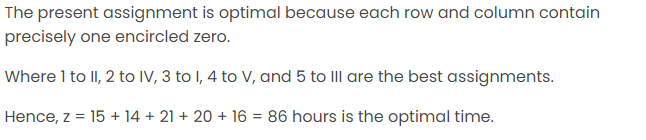 The present assignment is optimal because each row and column contain
precisely one encircled zero.
Where 1 to II, 2 to IV, 3 to I, 4 to V, and 5 to III are the best assignments.
Hence, z = 15 + 14 + 21 + 20 + 16 = 86 hours is the optimal time.